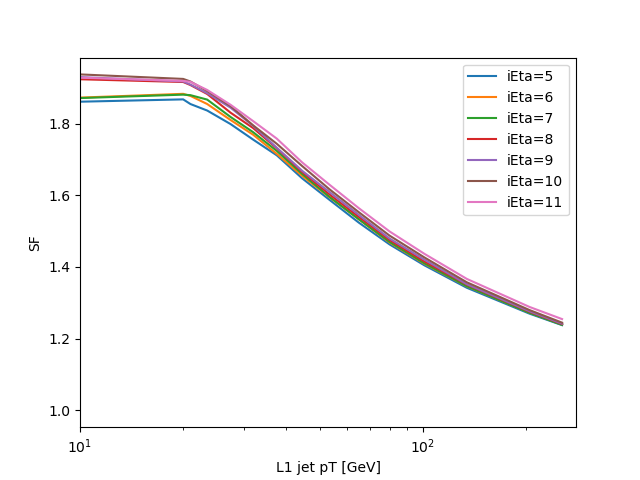 SF
1.8
1.6
1.4
1.2
1.0
10¹
10²
L1 jet pT [GeV]
iEta=5
iEta=6
iEta=7
iEta=8
iEta=9
iEta=10
iEta=11